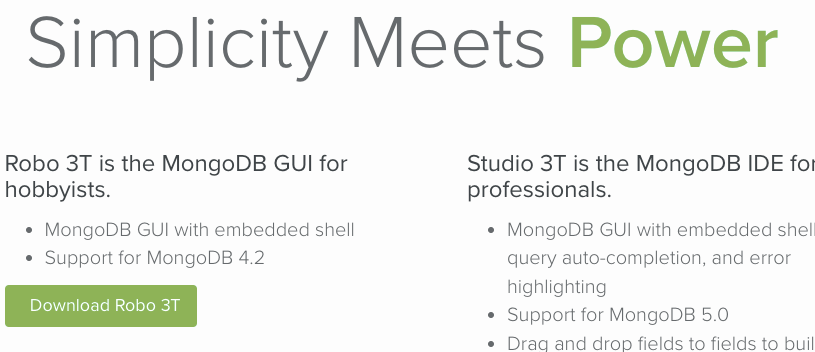 Simplicity Meets Power
Robo 3T is the MongoDB GUI for
hobbyists.
• MongoDB GUI with embedded shell
• Support for MongoDB 4.2
Download Robo 3T
Studio 3T is the MongoDB IDE for
professionals.
• MongoDB GUI with embedded shell
query auto-completion, and error
highlighting
• Support for MongoDB 5.0
• Drag and drop fields to fields to